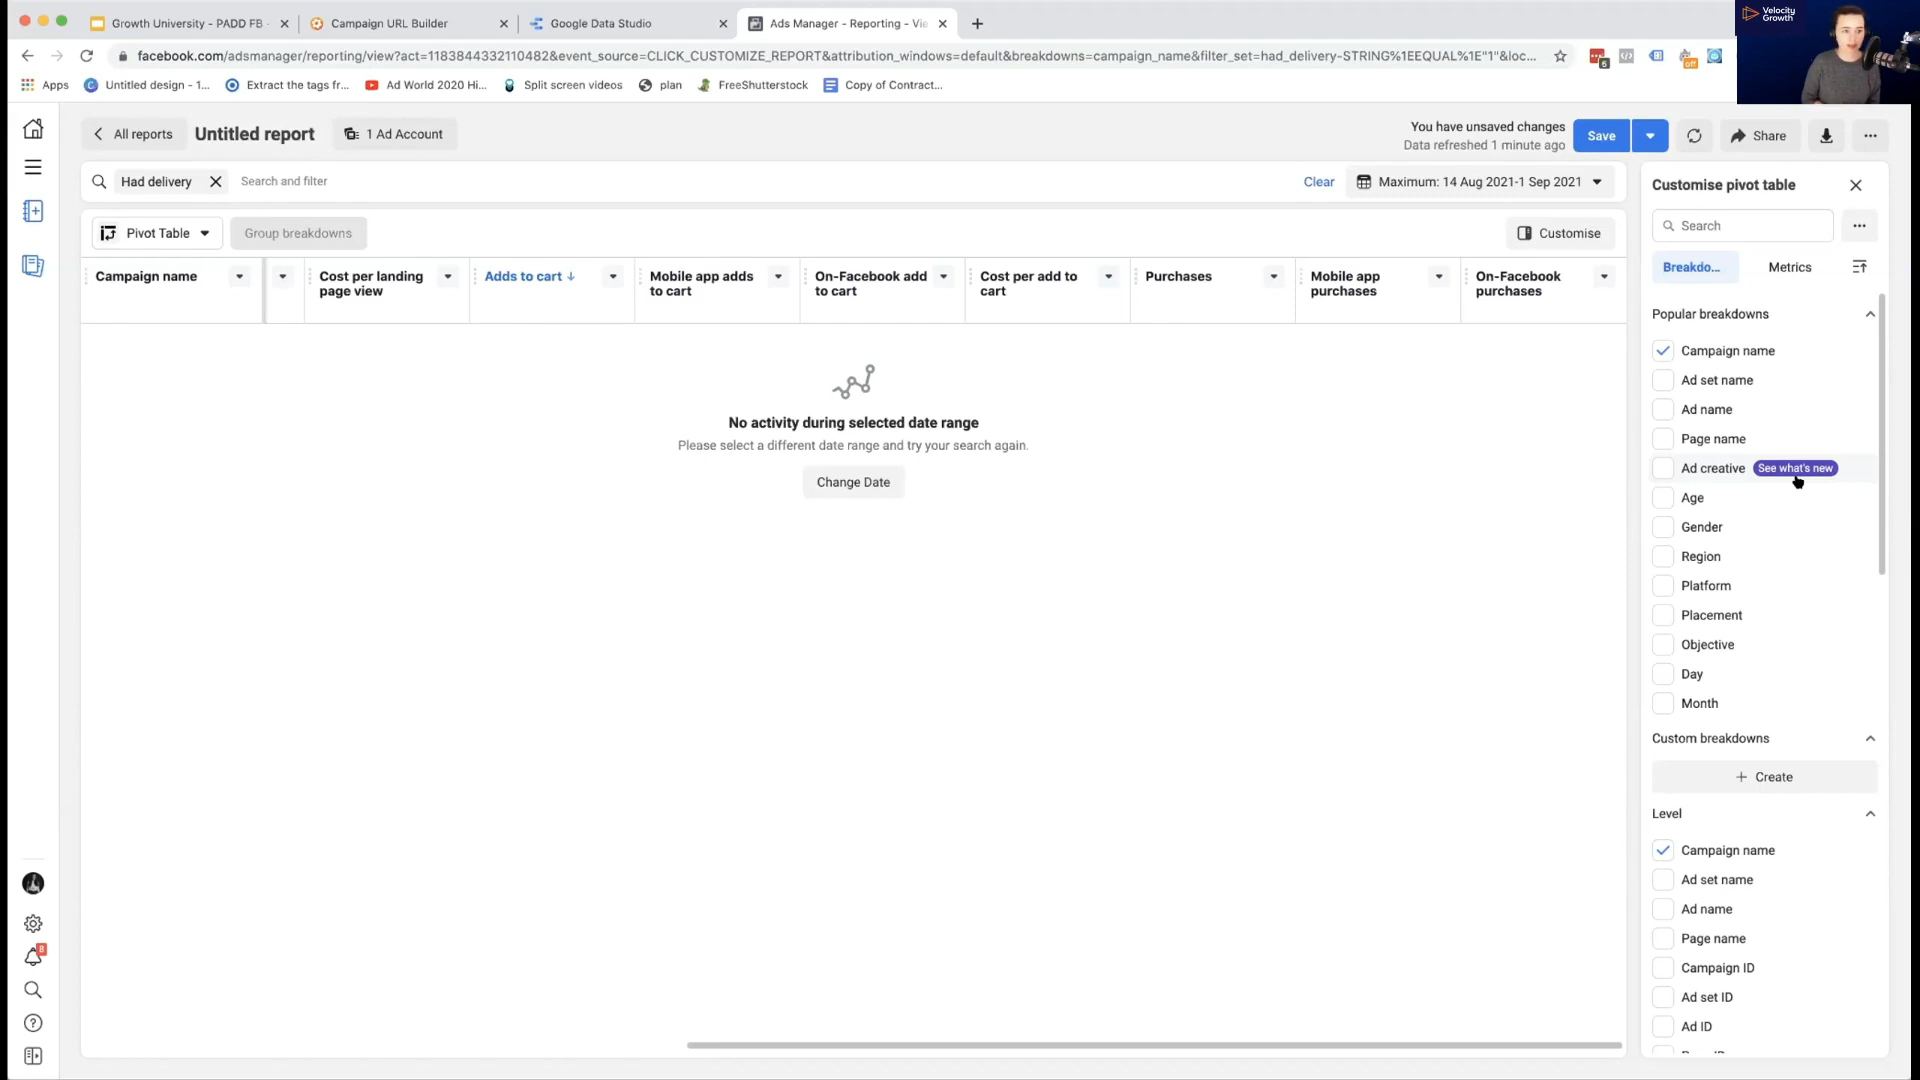 Growth University - PADD FB -
Campaign URL Builder
Google Data Studio
Ads Manager - Reporting - Vie
Velocity
Growth
facebook.com/adsmanager/reporting/view?act=1183844332110482&event_source=CLICK_CUSTOMIZE_REPORT&attribution_windows=default&breakdowns=campaign_name&filter_set=had_delivery-STRING%1EEQUAL%1E"1"&loc...
6
off
Apps
Untitled design - 1...
Extract the tags fr...
Ad World 2020 Hi...
Split screen videos
plan
FreeShutterstock
Copy of Contract...
All reports
Untitled report
1 Ad Account
You have unsaved changes
Data refreshed 1 minute ago
Save
Share
Had delivery
Search and filter
Clear
Maximum: 14 Aug 2021-1 Sep 2021
Pivot Table
Group breakdowns
Customise
Campaign name
Cost per landing
page view
Adds to cart ↓
Mobile app adds
to cart
On-Facebook add
to cart
Cost per add to
cart
Purchases
Mobile app
purchases
On-Facebook
purchases
No activity during selected date range
Please select a different date range and try your search again.
Change Date
Customise pivot table
Search
Breakdo...
Metrics
Popular breakdowns
Campaign name
Ad set name
Ad name
Page name
Ad creative See what's new
Age
Gender
Region
Platform
Placement
Objective
Day
Month
Custom breakdowns
+ Create
Level
Campaign name
Ad set name
Ad name
Page name
Campaign ID
Ad set ID
Ad ID
8